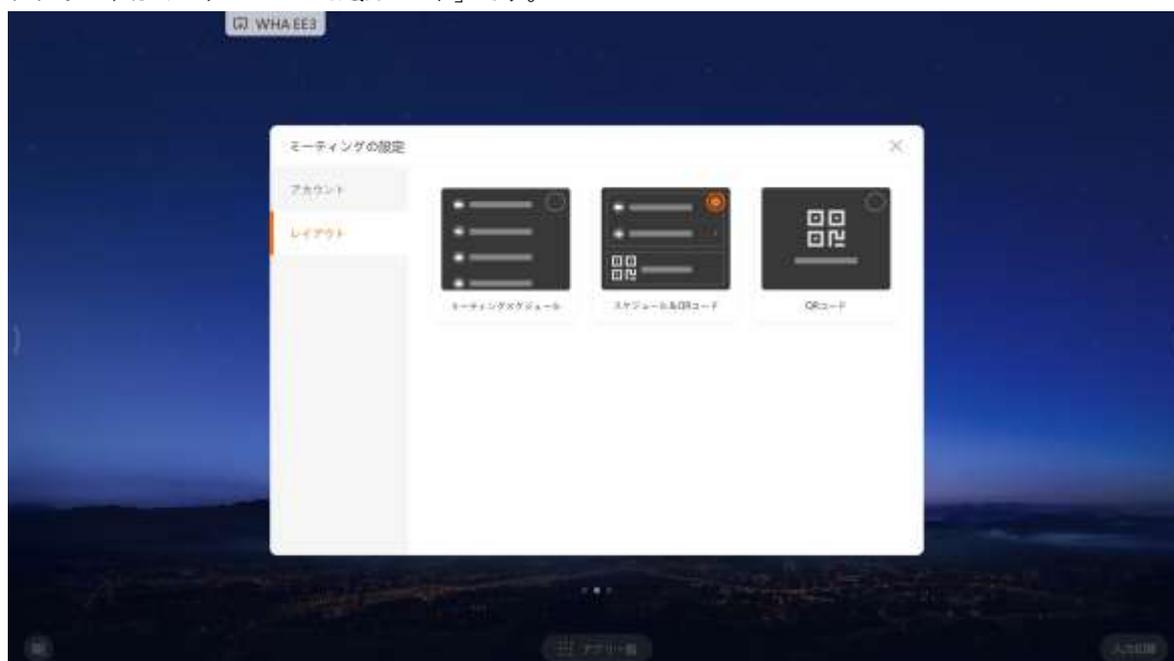 WHA EE3
ミーティングの設定
アカウント
レイアウト
ミーティングスケジュール
スケジュール&QRコード
QRコード
アプリ一覧